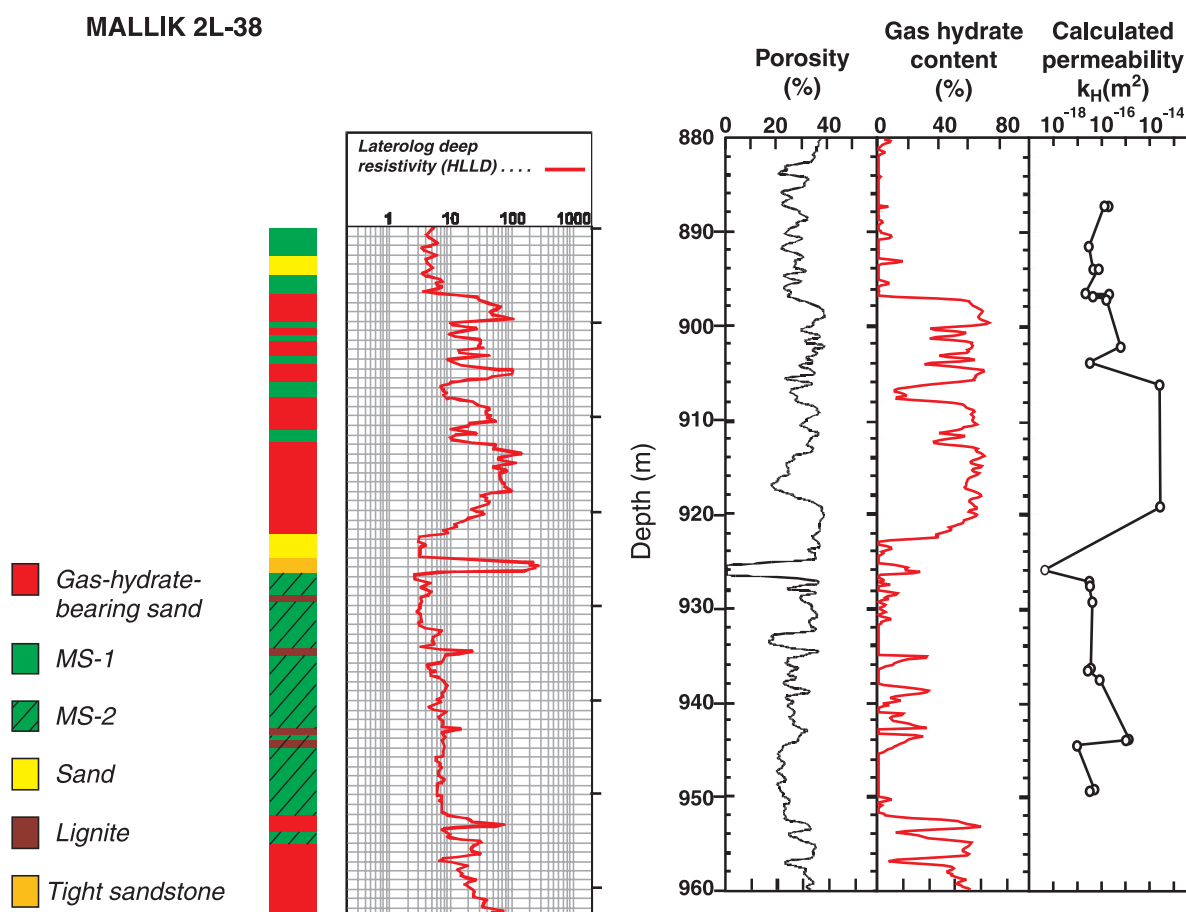 MALLIK 2L-38
Laterolog deep
resistivity (HLLD) . . . .
1 10 100 1000
Gas-hydrate-
bearing sand
MS-1
MS-2
Sand
Lignite
Tight sandstone
Porosity
(%)
0 20 40
Gas hydrate
content
(%)
0 40 80
Calculated
permeability
kH(m²)
10⁻¹⁸ 10⁻¹⁶ 10⁻¹⁴
Depth (m)
880
890
900
910
920
930
940
950
960